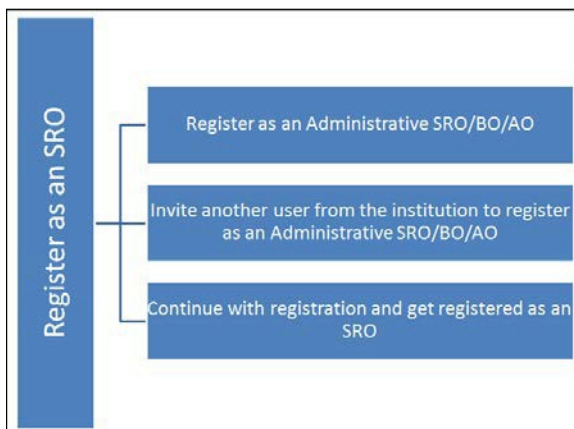 Register as an SRO
Register as an Administrative SRO/BO/AO
Invite another user from the institution to register
as an Administrative SRO/BO/AO
Continue with registration and get registered as an
SRO